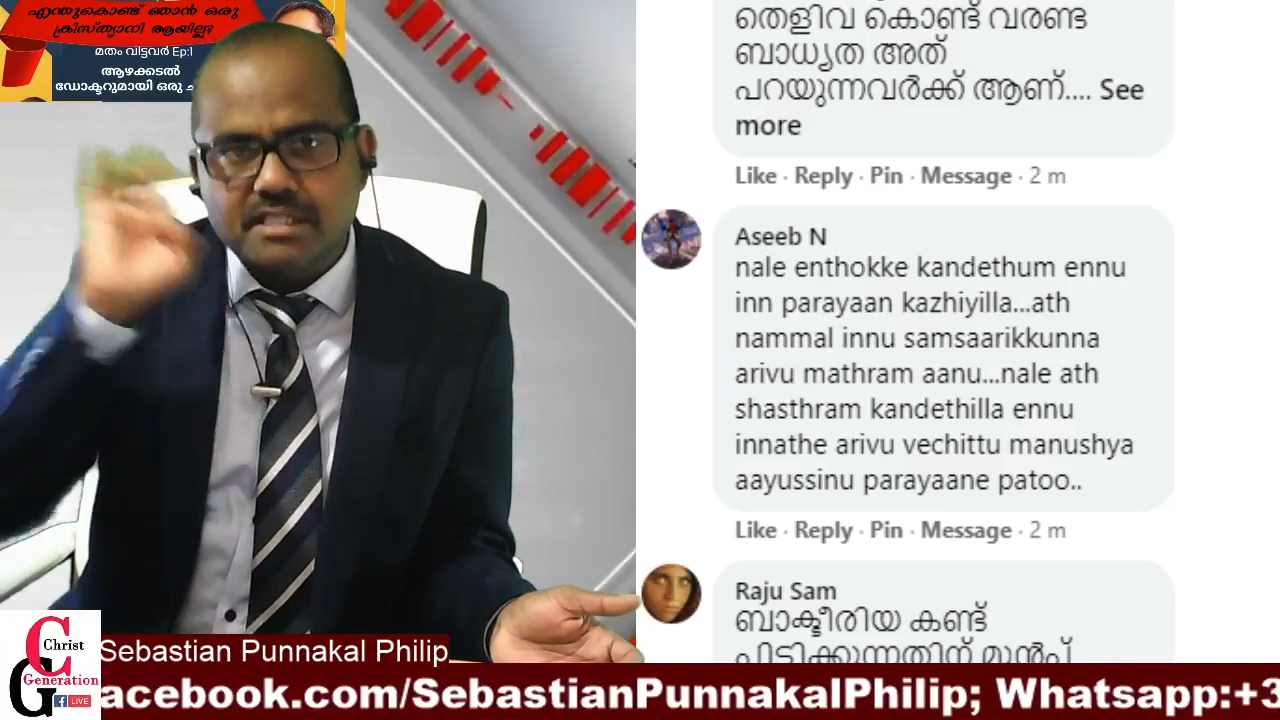 എന്തുകൊണ്ട് ഞാൻ ഒരു
ക്രിസ്ത്യാനി ആയില്ല?
മതം വിട്ടവർ Ep:1
ആഴക്കടൽ
ഡോക്ടറുമായി ഒരു
തെളിവ കൊണ്ട് വരണ്ട
ബാധ്യത അത്
പറയുന്നവർക്ക് ആണ്.... See
more
Like · Reply · Pin · Message · 2 m
Aseeb N
nale enthokke kandethum ennu
inn parayaan kazhiyilla...ath
nammal innu samsaarikkunna
arivu mathram aanu...nale ath
shasthram kandethilla ennu
innathe arivu vechittu manushya
aayussinu parayaane patoo..
Like · Reply · Pin · Message · 2 m
Raju Sam
ബാക്ടീരിയ കണ്ട്
പിടിക്കുന്നതിന് മുൻപ്
Christ
Generation
LIVE
Sebastian Punnakal Philip
acebook.com/SebastianPunnakalPhilip; Whatsapp:+3